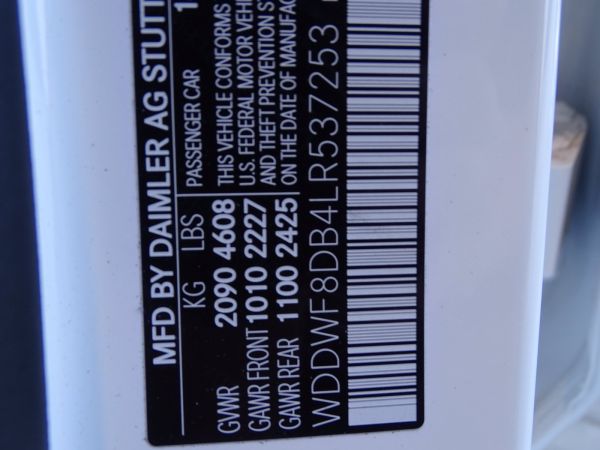 MFD BY DAIMLER AG STUTT
KG LBS PASSENGER CAR
GVWR 2090 4608 THIS VEHICLE CONFORMS
GAWR FRONT 1010 2227 U.S. FEDERAL MOTOR VEHI
GAWR REAR 1100 2425 AND THEFT PREVENTION ST
ON THE DATE OF MANUFAC
WDDWF8DB4LR537253